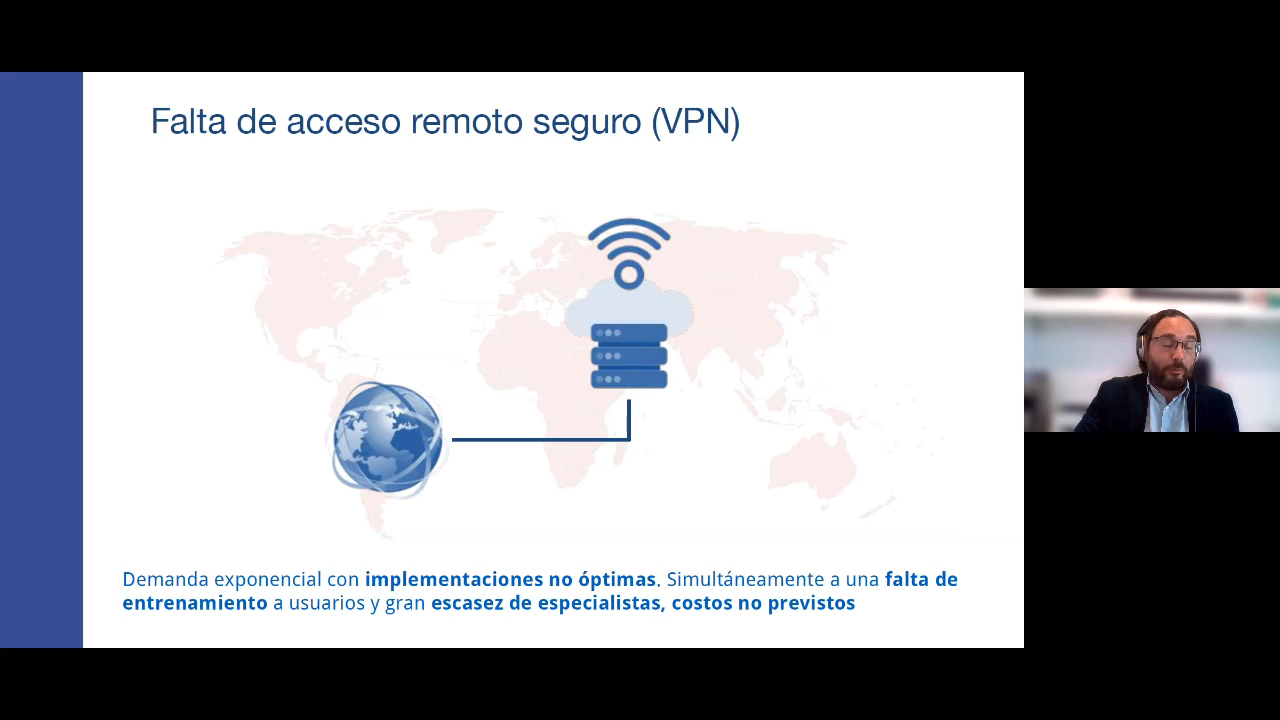 Falta de acceso remoto seguro (VPN)
Demanda exponencial con implementaciones no óptimas. Simultáneamente a una falta de
entrenamiento a usuarios y gran escasez de especialistas, costos no previstos